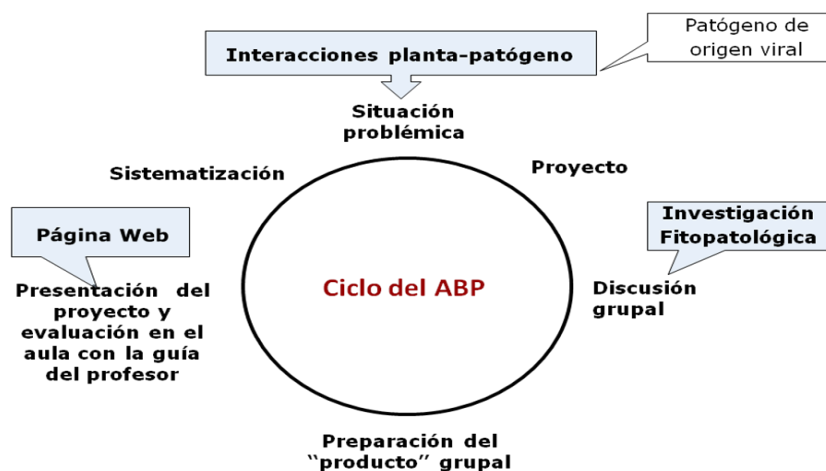 Patógeno de
origen viral
Interacciones planta-patógeno
Situación
problémica
Proyecto
Sistematización
Investigación
Fitopatológica
Página Web
Ciclo del ABP
Discusión
grupal
Presentación del
proyecto y
evaluación en el
aula con la guía
del profesor
Preparación del
“producto” grupal